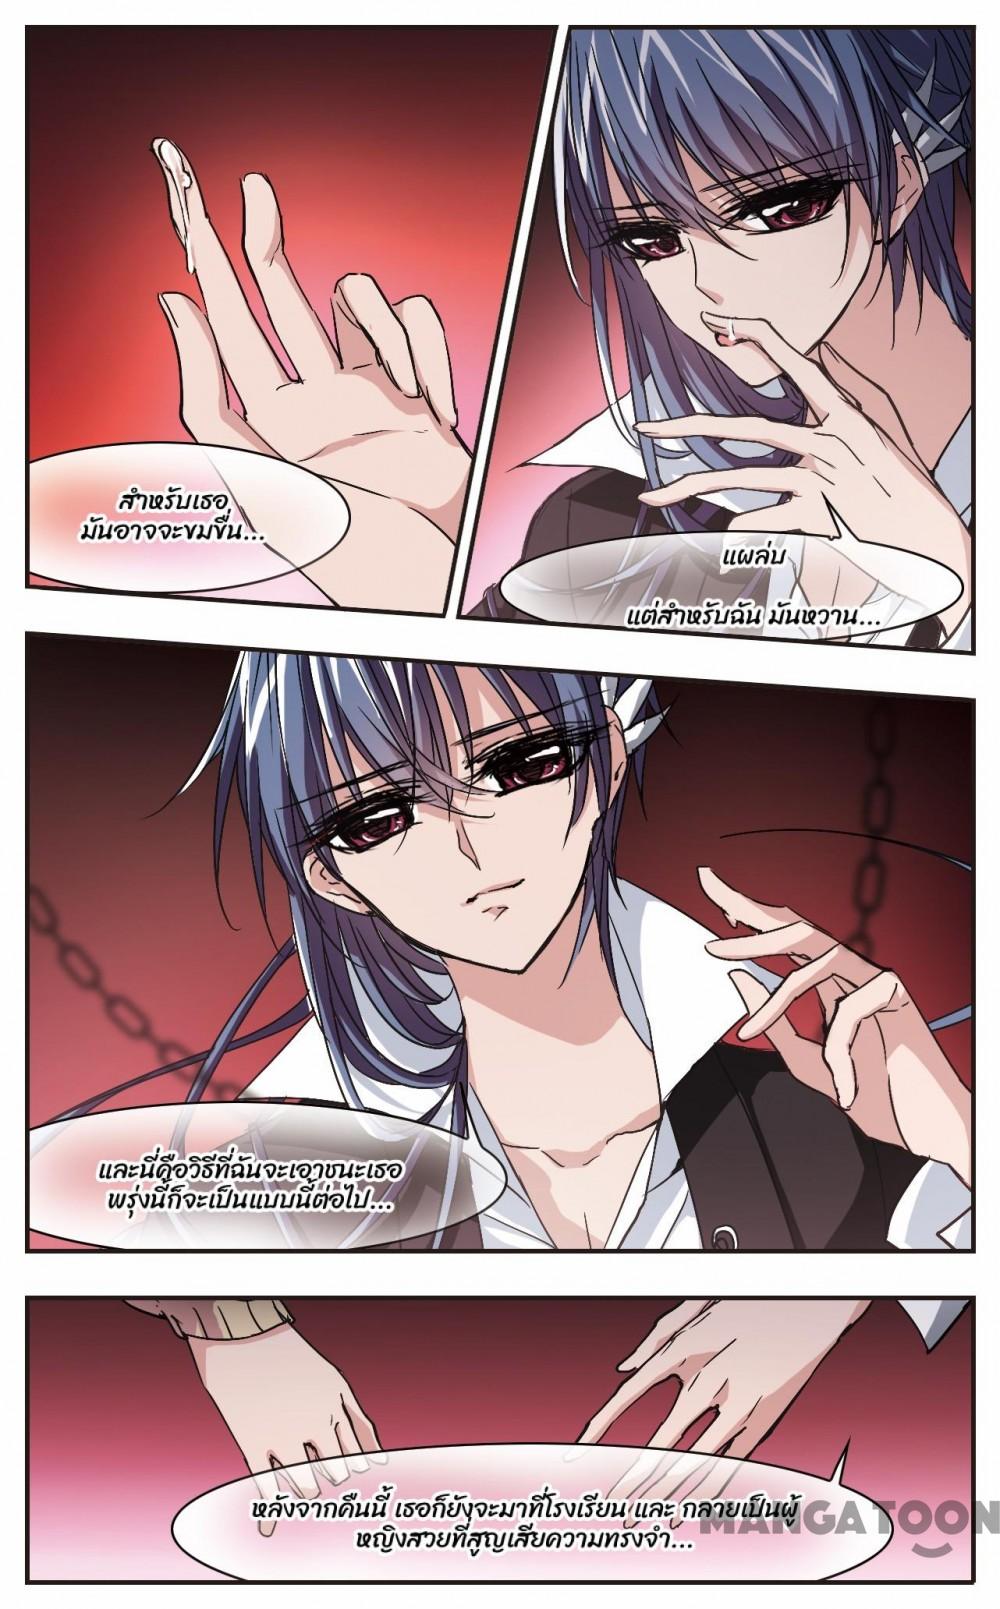 สำหรับเธอ
มันอาจจะขมขื่น...
แผล่บ
แต่สำหรับฉัน มันหวาน...
และนี่คือวิธีที่ฉันจะเอาชนะเธอ
พรุ่งนี้ก็จะเป็นแบบนี้ต่อไป...
หลังจากคืนนี้ เธอก็ยังจะมาที่โรงเรียน และ กลายเป็นผู้
หญิงสวยที่สูญเสียความทรงจำ...
MANGATOON